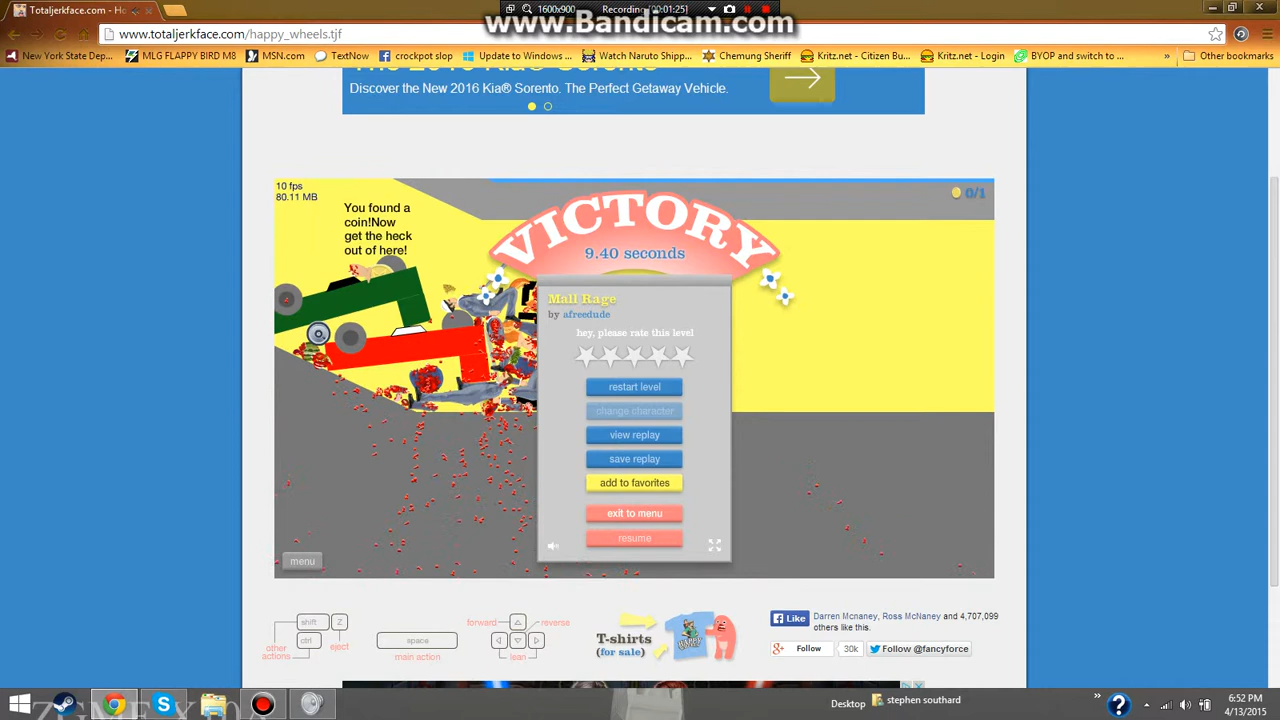 1600x900 Recording [00:01:25]
Totaljerkface.com - H
www.Bandicam.com
www.totaljerkface.com/happy_wheels.tjf
New York State Depar... MLG FLAPPY BIRD M8 MSN.com TextNow crockpot slop Update to Windows ... Watch Naruto Shipp... Chemung Sheriff Kritz.net - Citizen Bu... Kritz.net - Login BYOP and switch to ... » Other bookmarks
Discover the New 2016 Kia® Sorento. The Perfect Getaway Vehicle.
10 fps
80.11 MB
0/1
You found a
coin!Now
get the heck
out of here!
VICTORY
9.40 seconds
Mall Rage
by afreedude
hey, please rate this level
restart level
change character
view replay
save replay
add to favorites
exit to menu
resume
menu
shift Z
ctrl
other
actions
eject
space
main action
forward
reverse
lean
T-shirts
(for sale)
Like Darren Mcnaney, Ross McNaney and 4,707,099
others like this.
Follow 30k Follow @fancyforce
Desktop stephen southard »
6:52 PM
4/13/2015